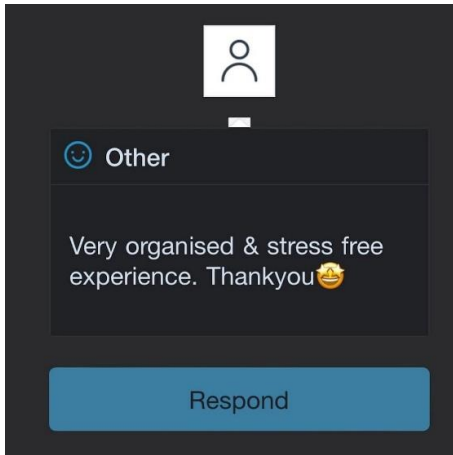 Other
Very organised & stress free
experience. Thankyou🤩
Respond